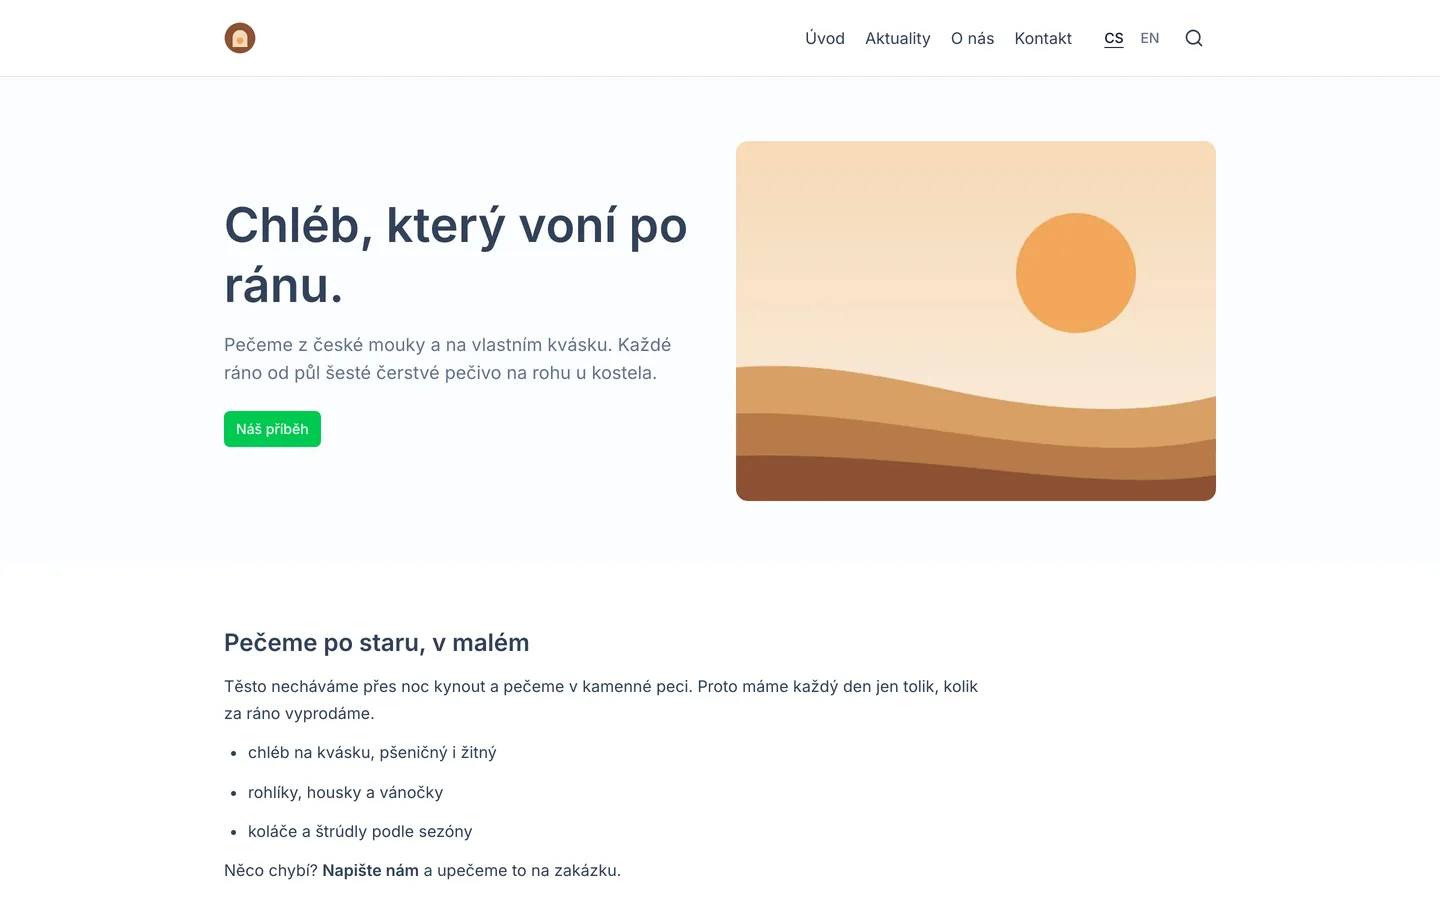 Úvod Aktuality O nás Kontakt CS EN
Chléb, který voní po
ránu.
Pečeme z české mouky a na vlastním kvásku. Každé
ráno od půl šesté čerstvé pečivo na rohu u kostela.
Náš příběh
Pečeme po staru, v malém
Těsto necháváme přes noc kynout a pečeme v kamenné peci. Proto máme každý den jen tolik, kolik
za ráno vyprodáme.
• chléb na kvásku, pšeničný i žitný
• rohlíky, housky a vánočky
• koláče a štrúdly podle sezóny
Něco chybí? Napište nám a upečeme to na zakázku.